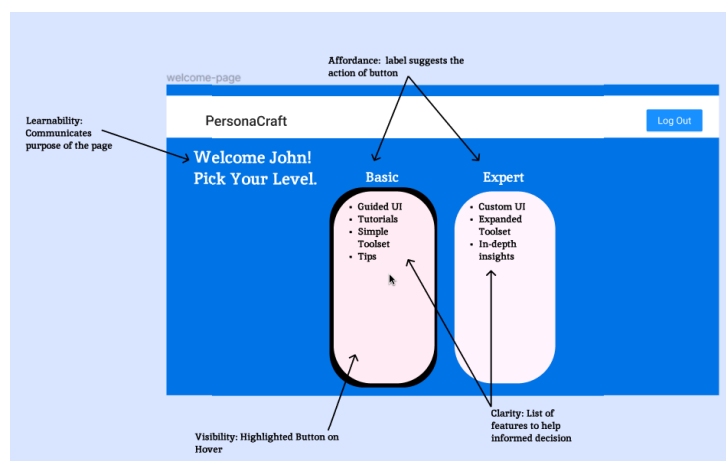 Affordance: label suggests the
action of button
welcome-page
Learnability:
Communicates
purpose of the page
PersonaCraft
Log Out
Welcome John!
Pick Your Level.
Basic
Expert
• Guided UI
• Tutorials
• Simple
Toolset
• Tips
• Custom UI
• Expanded
Toolset
• In-depth
insights
Visibility: Highlighted Button on
Hover
Clarity: List of
features to help
informed decision